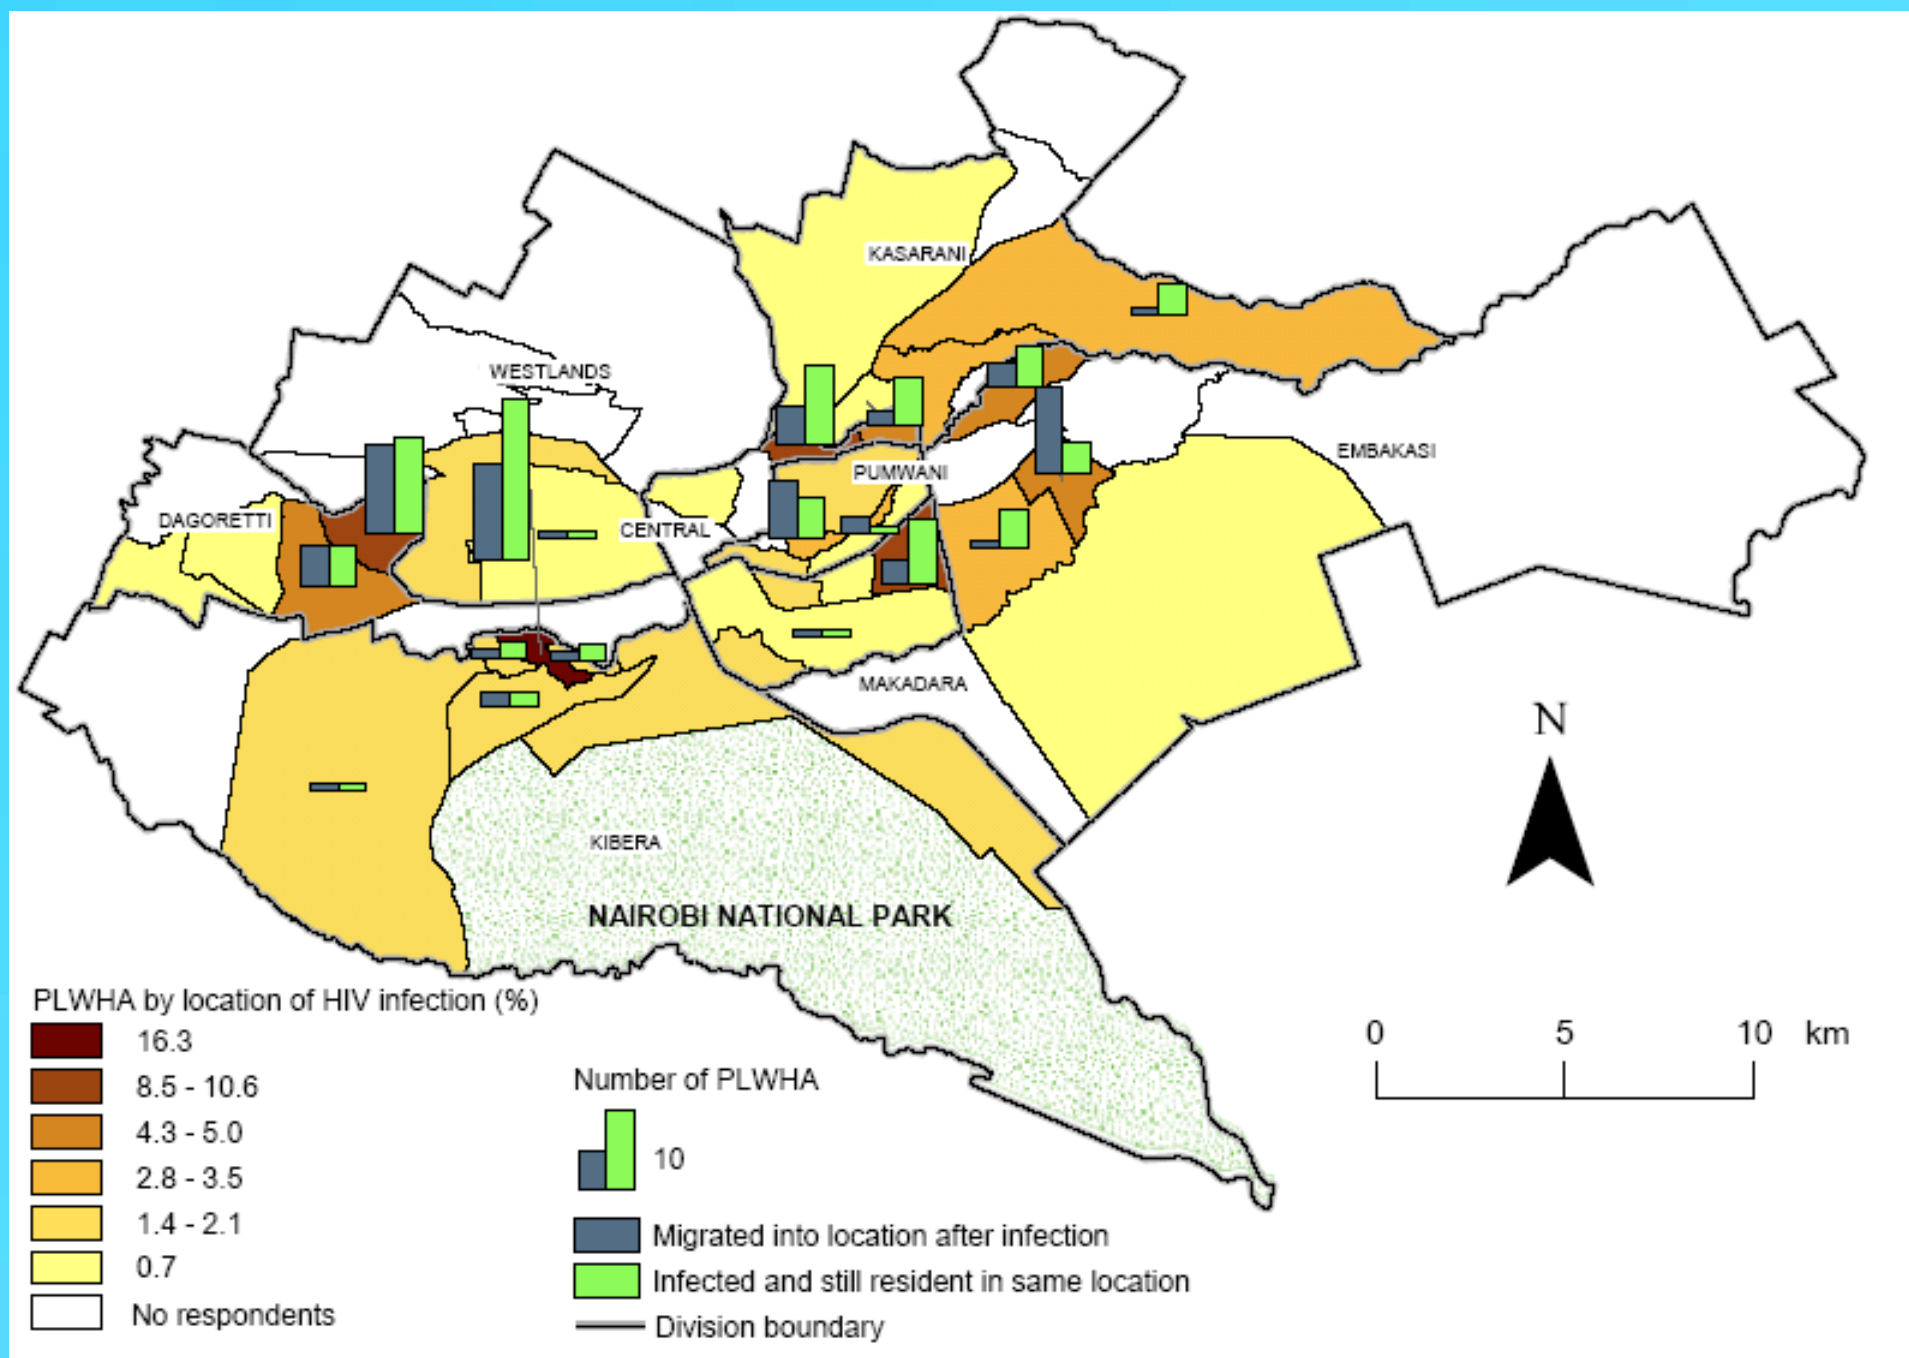 KASARANI
WESTLANDS
EMBAKASI
PUMWANI
DAGORETTI
CENTRAL
MAKADARA
N
KIBERA
NAIROBI NATIONAL PARK
PLWHA by location of HIV infection (%)
16.3
8.5 - 10.6
4.3 - 5.0
2.8 - 3.5
1.4 - 2.1
0.7
No respondents
Number of PLWHA
10
Migrated into location after infection
Infected and still resident in same location
Division boundary
0 5 10 km